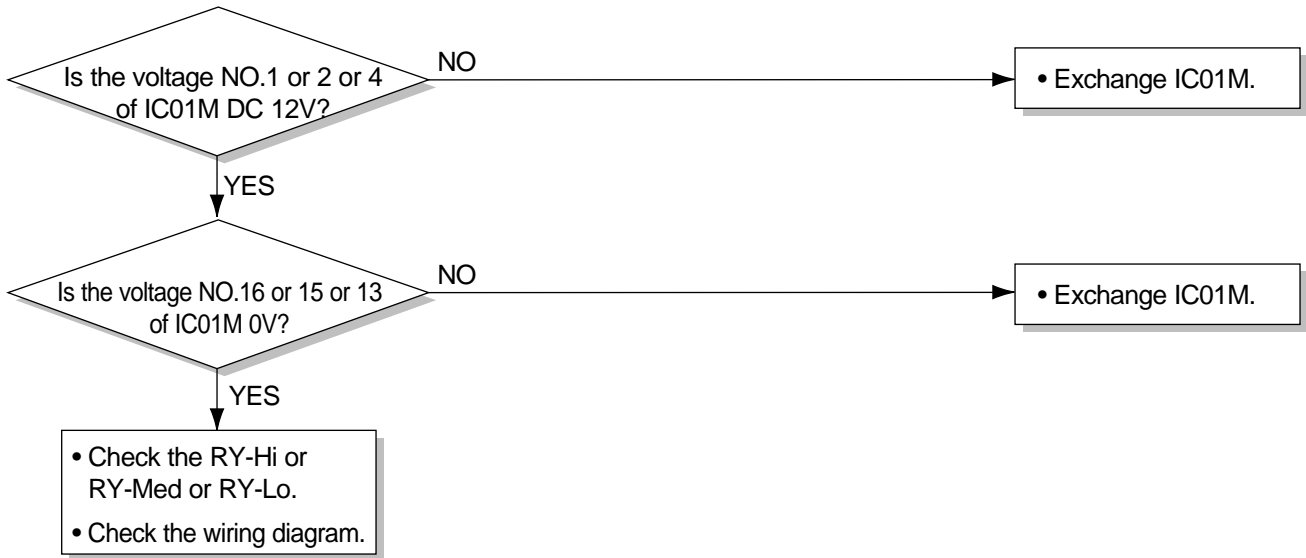 Is the voltage NO.1 or 2 or 4
of IC01M DC 12V?
NO
• Exchange IC01M.
YES
Is the voltage NO.16 or 15 or 13
of IC01M 0V?
NO
• Exchange IC01M.
YES
• Check the RY-Hi or
RY-Med or RY-Lo.
• Check the wiring diagram.